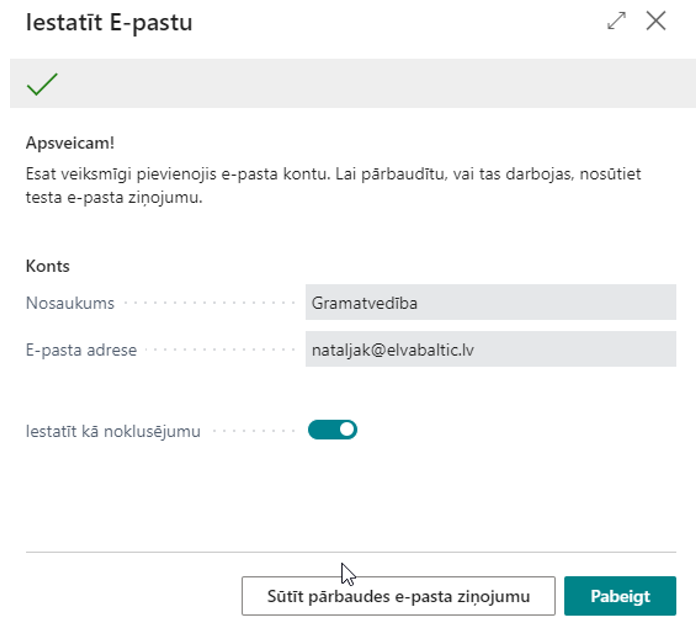 Iestatīt E-pastu
Apsveicam!
Esat veiksmīgi pievienojis e-pasta kontu. Lai pārbaudītu, vai tas darbojas, nosūtiet
testa e-pasta ziņojumu.
Konts
Nosaukums Gramatvedība
E-pasta adrese nataljak@elvabaltic.lv
Iestatīt kā noklusējumu
Sūtīt pārbaudes e-pasta ziņojumu Pabeigt